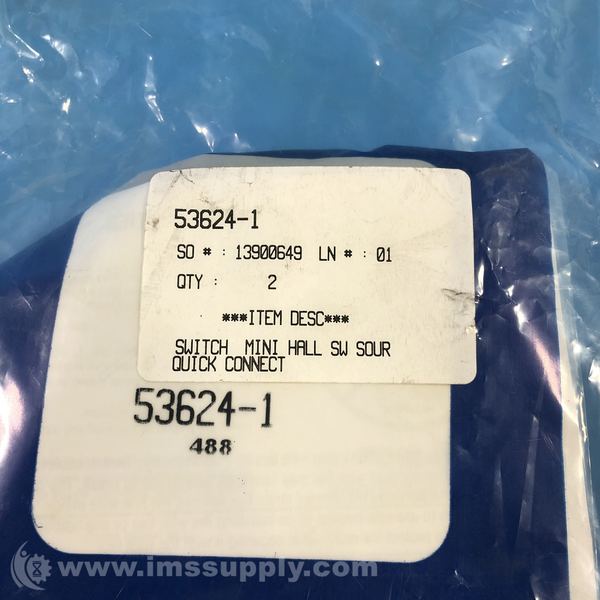 53624-1
SO # : 13900649 LN # : 01
QTY : 2
***ITEM DESC***
SWITCH MINI HALL SW SOUR
QUICK CONNECT
53624-1
488
www.imssupply.com